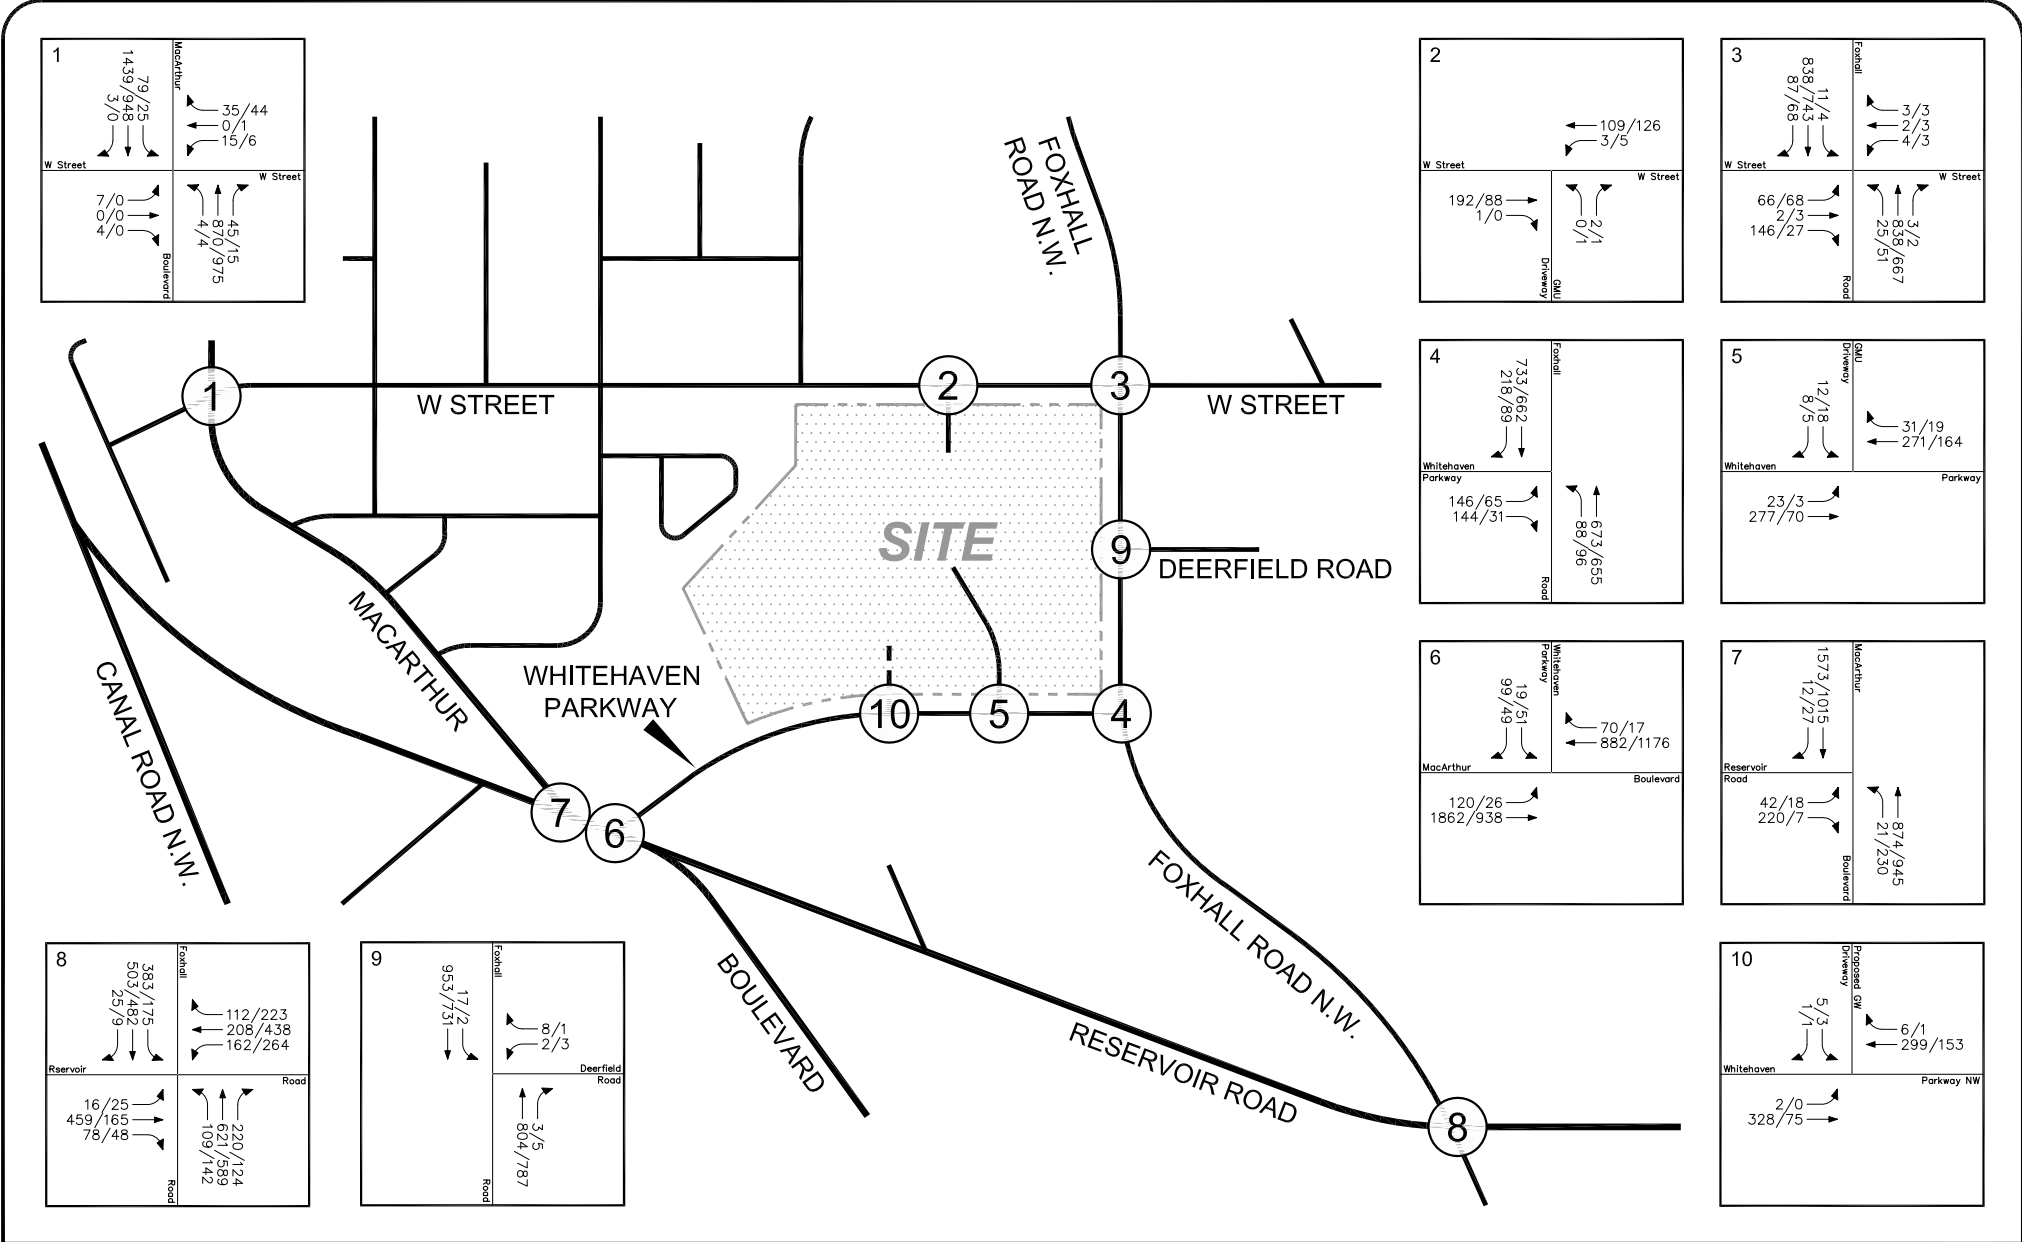 1
MacArthur
79/25
1439/948
3/0
35/44
0/1
15/6
W Street
W Street
7/0
0/0
4/0
Boulevard
45/15
870/975
4/4
2
109/126
3/5
W Street
W Street
192/88
1/0
2/1
0/1
Driveway
GMU
3
Foxhall
11/4
838/743
87/68
3/3
2/3
4/3
W Street
W Street
66/68
2/3
146/27
3/2
838/667
25/51
Road
FOXHALL
ROAD N.W.
1
2
3
W STREET
W STREET
4
Foxhall
733/662
218/89
Whitehaven
Parkway
146/65
144/31
673/655
88/96
Road
5
GMU
Driveway
12/18
8/5
31/19
271/164
Whitehaven
Parkway
23/3
277/70
SITE
9
DEERFIELD ROAD
MACARTHUR
WHITEHAVEN
PARKWAY
CANAL ROAD N.W.
10
5
4
7
6
6
Whitehaven
Parkway
19/51
99/49
70/17
882/1176
MacArthur
Boulevard
120/26
1862/938
7
MacArthur
1573/1015
12/27
Reservoir
Road
42/18
220/7
874/945
21/230
Boulevard
FOXHALL ROAD N.W.
BOULEVARD
RESERVOIR ROAD
8
8
Foxhall
383/175
503/482
25/9
112/223
208/438
162/264
Rservoir
Road
16/25
459/165
78/48
220/124
621/589
109/142
Road
9
Foxhall
17/2
953/731
8/1
2/3
Deerfield
Road
3/5
804/787
Road
10
Proposed GW
Driveway
5/3
1/1
6/1
299/153
Whitehaven
Parkway NW
2/0
328/75